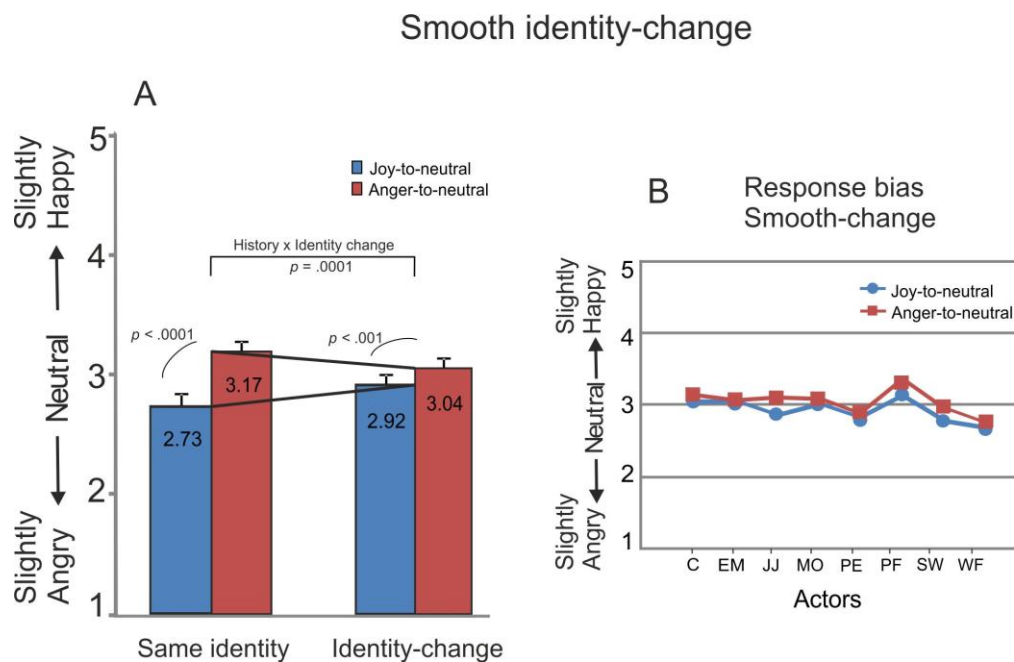 Smooth identity-change
A
Slightly
Happy
Neutral
Slightly
Angry
5
4
3
2
1
Joy-to-neutral
Anger-to-neutral
History x Identity change
p = .0001
p < .0001
p < .001
2.73
3.17
2.92
3.04
Same identity
Identity-change
B
Response bias
Smooth-change
Slightly
Happy
Neutral
Slightly
Angry
5
4
3
2
1
Joy-to-neutral
Anger-to-neutral
C EM JJ MO PE PF SW WF
Actors